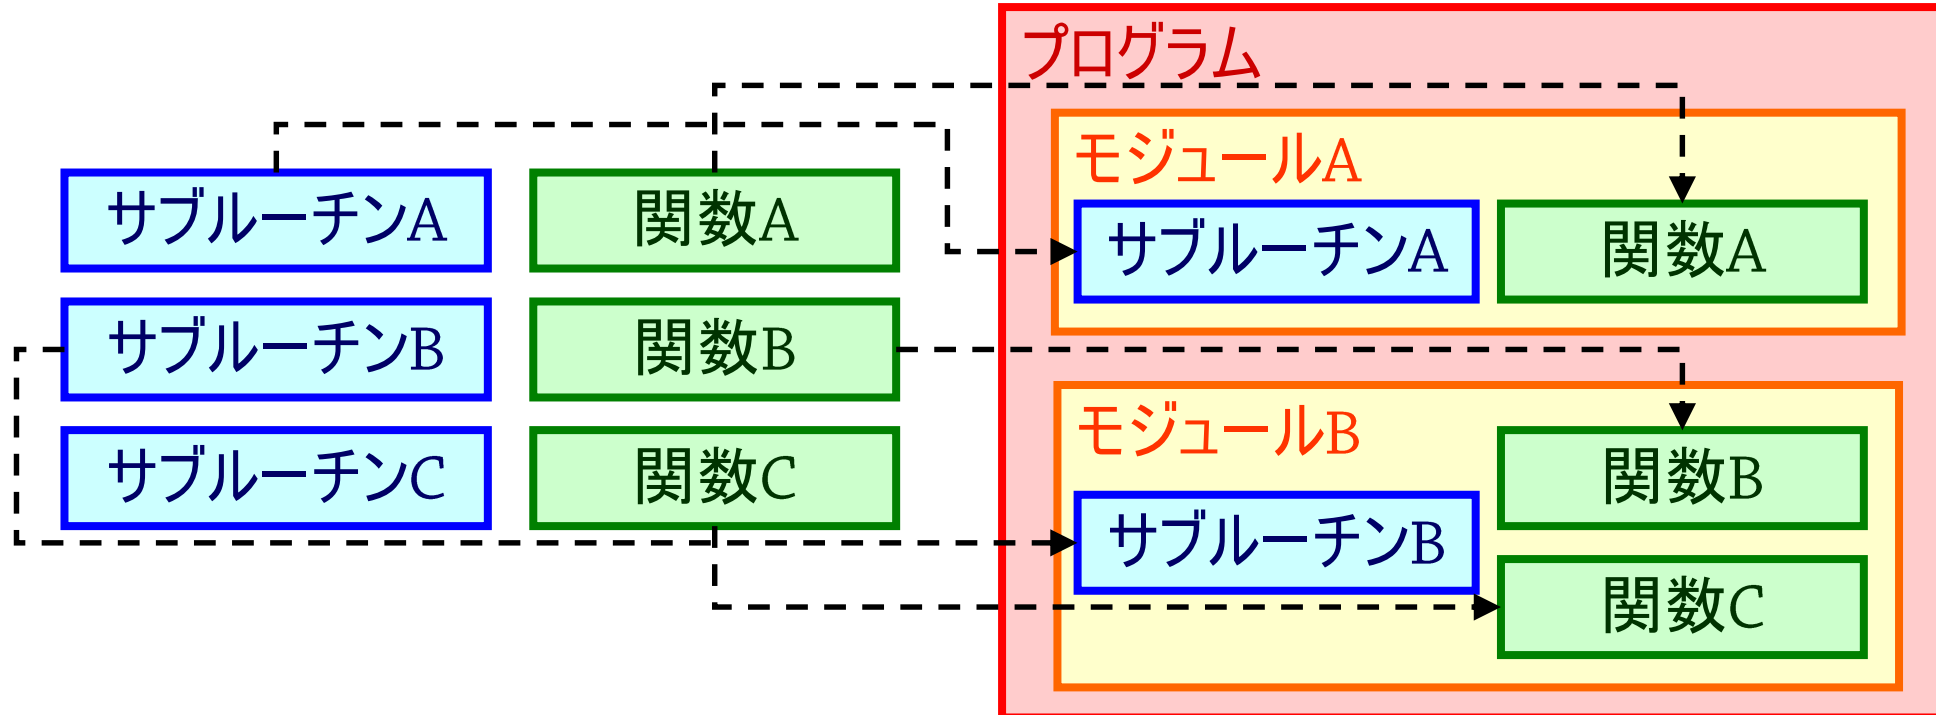 プログラム
モジュールA
サブルーチンA
関数A
サブルーチンA
関数A
サブルーチンB
関数B
モジュールB
関数B
サブルーチンC
関数C
サブルーチンB
関数C